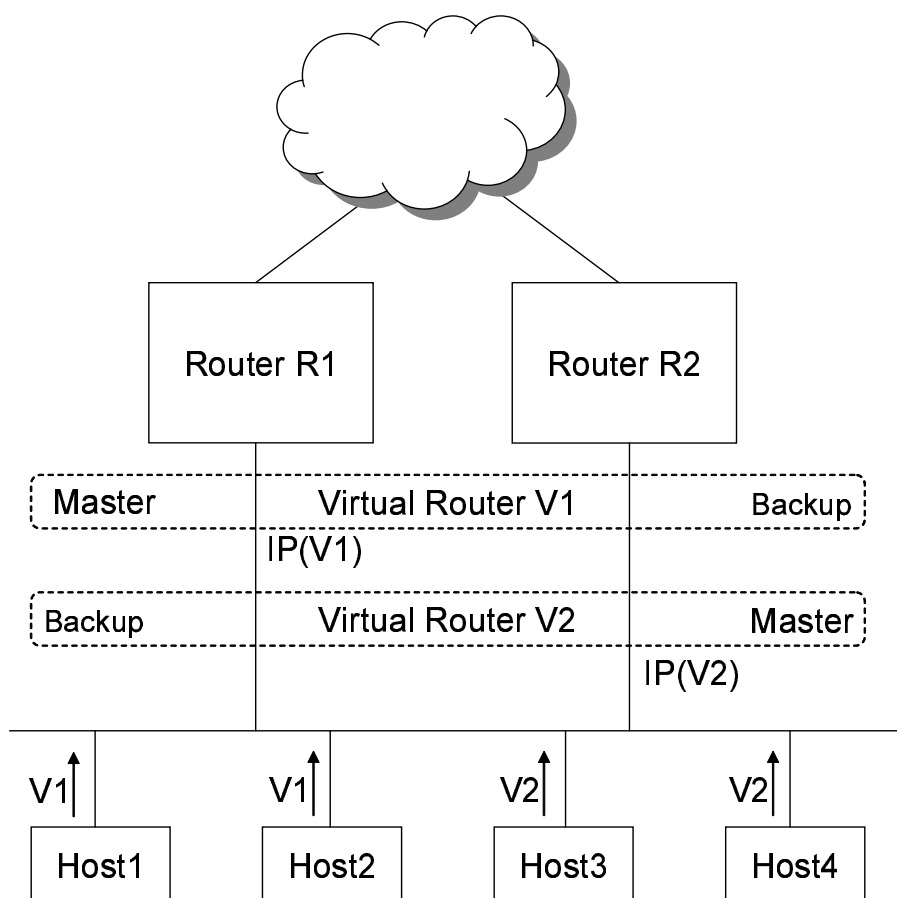 Router R1
Router R2
Master
Virtual Router V1
Backup
IP(V1)
Backup
Virtual Router V2
Master
IP(V2)
V1
V1
V2
V2
Host1
Host2
Host3
Host4